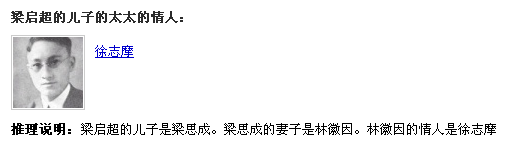 梁启超的儿子的太太的情人：
徐志摩
推理说明：梁启超的儿子是梁思成。梁思成的妻子是林徽因。林徽因的情人是徐志摩